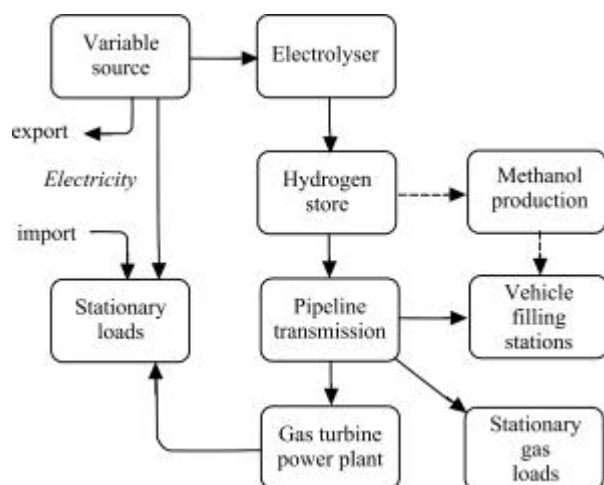 Variable
source
Electrolyser
export
Electricity
Hydrogen
store
Methanol
production
import
Stationary
loads
Pipeline
transmission
Vehicle
filling
stations
Gas turbine
power plant
Stationary
gas
loads